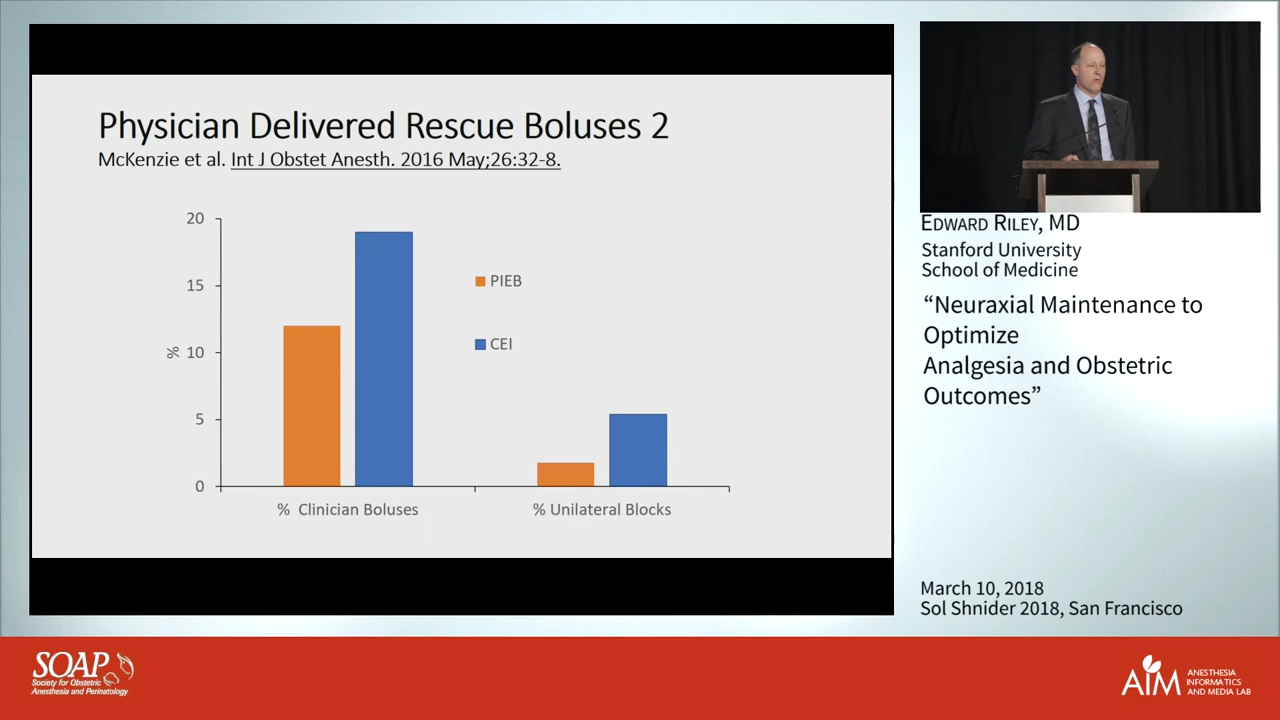 Physician Delivered Rescue Boluses 2
McKenzie et al. Int J Obstet Anesth. 2016 May;26:32-8.
20
15
10
5
0
%
PIEB
CEI
% Clinician Boluses
% Unilateral Blocks
EDWARD RILEY, MD
Stanford University
School of Medicine
“Neuraxial Maintenance to
Optimize
Analgesia and Obstetric
Outcomes”
March 10, 2018
Sol Shnider 2018, San Francisco
SOAP
Society for Obstetric
Anesthesia and Perinatology
AIM
ANESTHESIA
INFORMATICS
AND MEDIA LAB